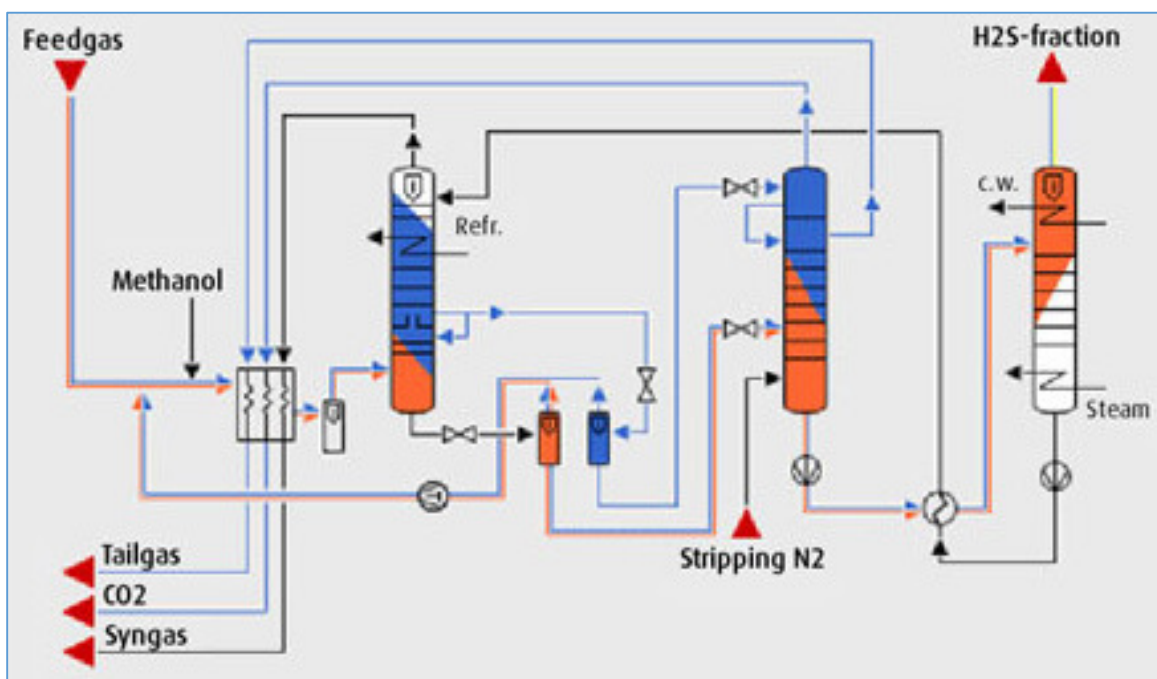 Feedgas
H2S-fraction
c.w.
Refr.
Methanol
Steam
Tailgas
Stripping N2
CO2
Syngas